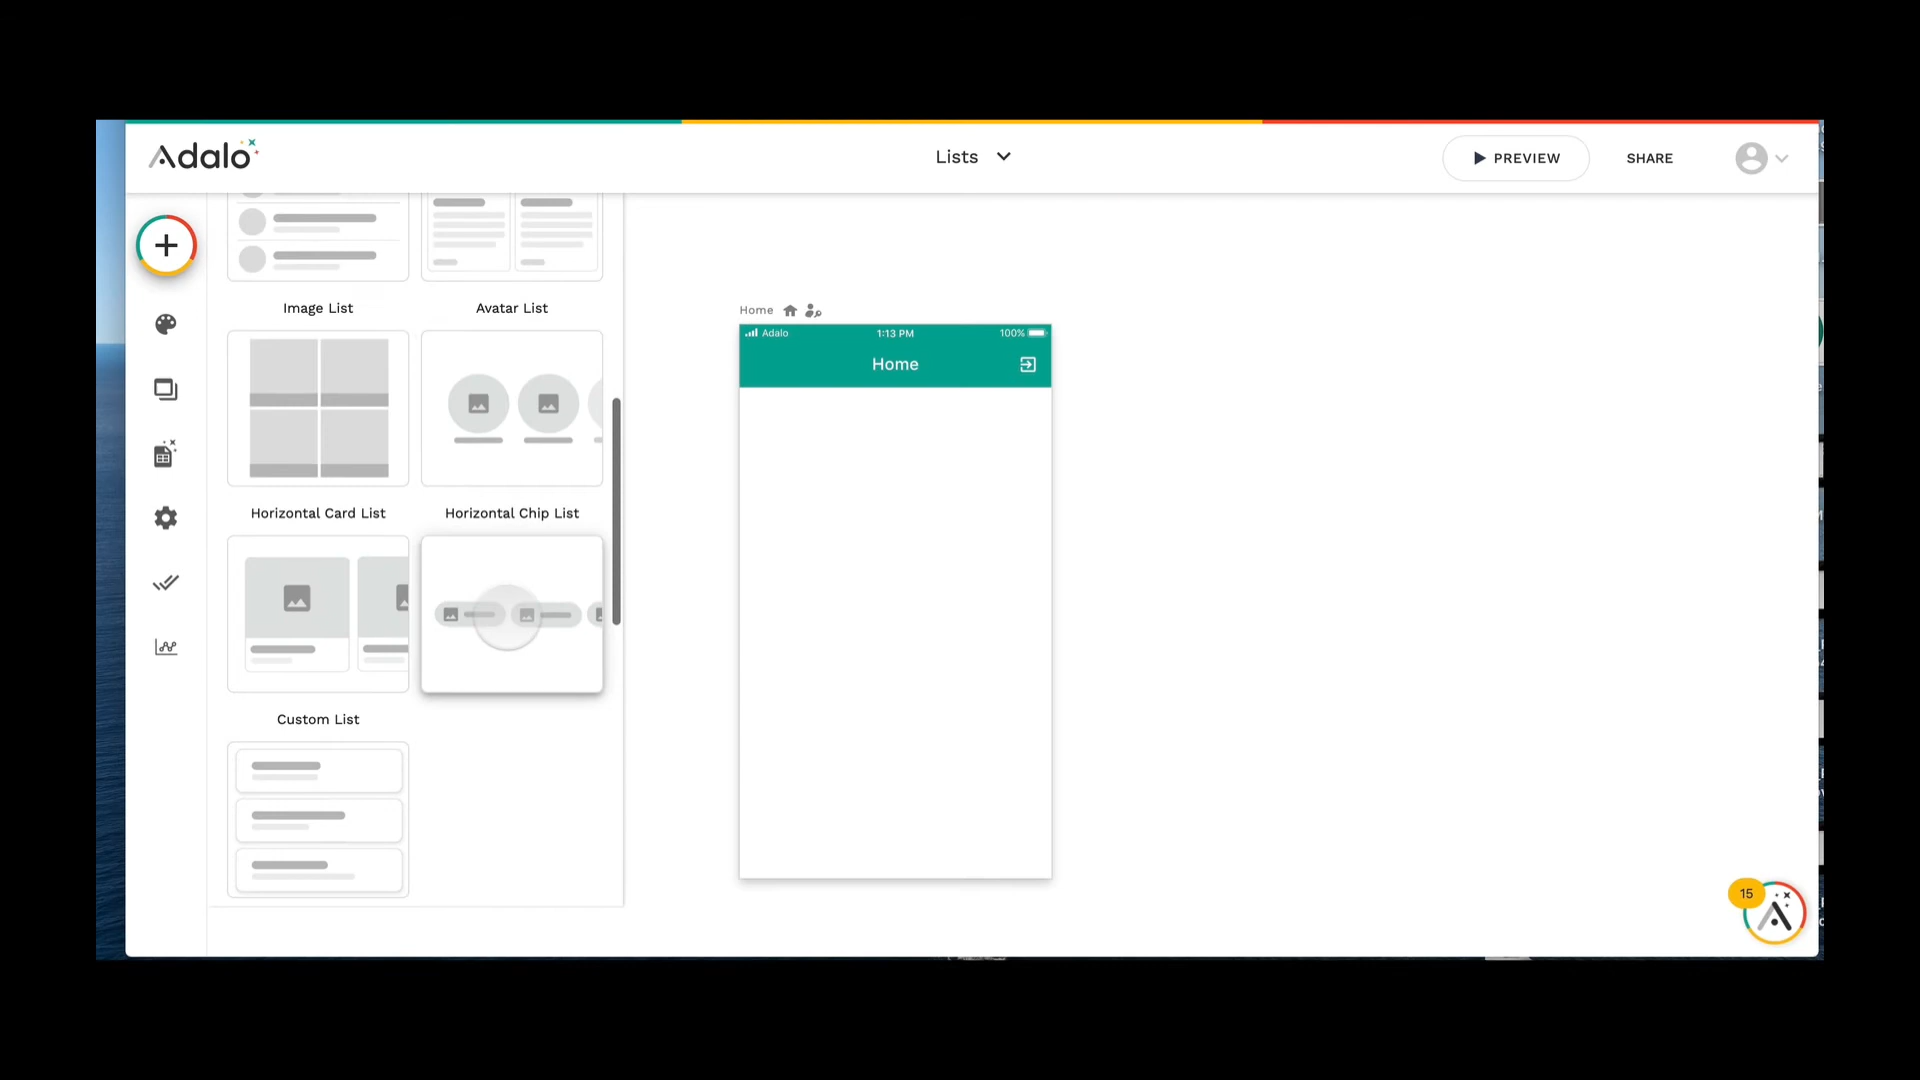 Adalo
Lists
PREVIEW
SHARE
Image List
Avatar List
Horizontal Card List
Horizontal Chip List
Custom List
Home
Adalo
1:13 PM
100%
Home
15